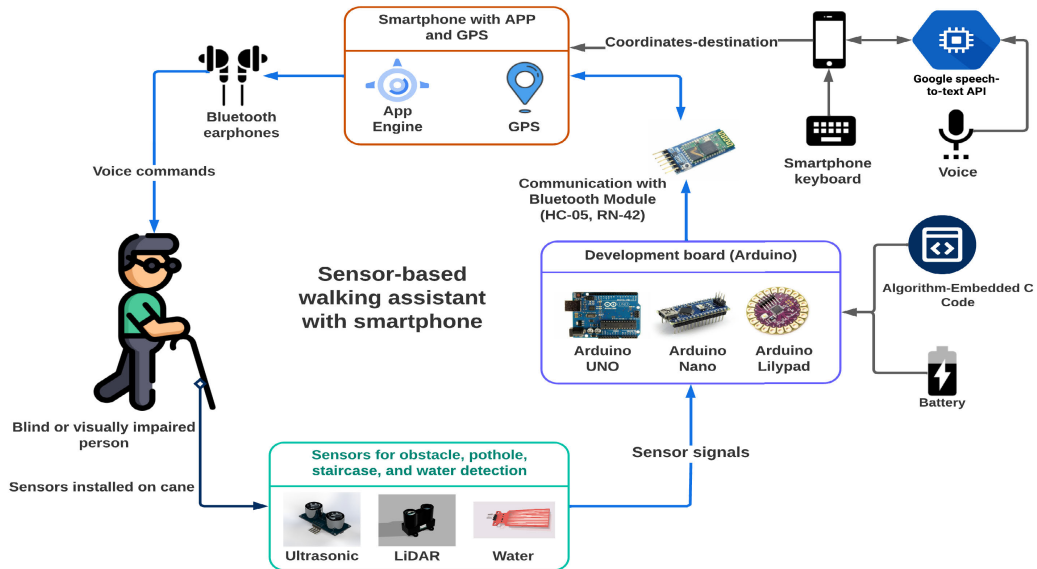 Smartphone with APP
and GPS
App
Engine
GPS
Coordinates-destination
Google speech-
to-text API
Smartphone
keyboard
Voice
Bluetooth
earphones
Voice commands
Communication with
Bluetooth Module
(HC-05, RN-42)
Sensor-based
walking assistant
with smartphone
Development board (Arduino)
Arduino
UNO
Arduino
Nano
Arduino
Lilypad
Algorithm-Embedded C
Code
Battery
Blind or visually impaired
person
Sensors installed on cane
Sensors for obstacle, pothole,
staircase, and water detection
Ultrasonic
LiDAR
Water
Sensor signals